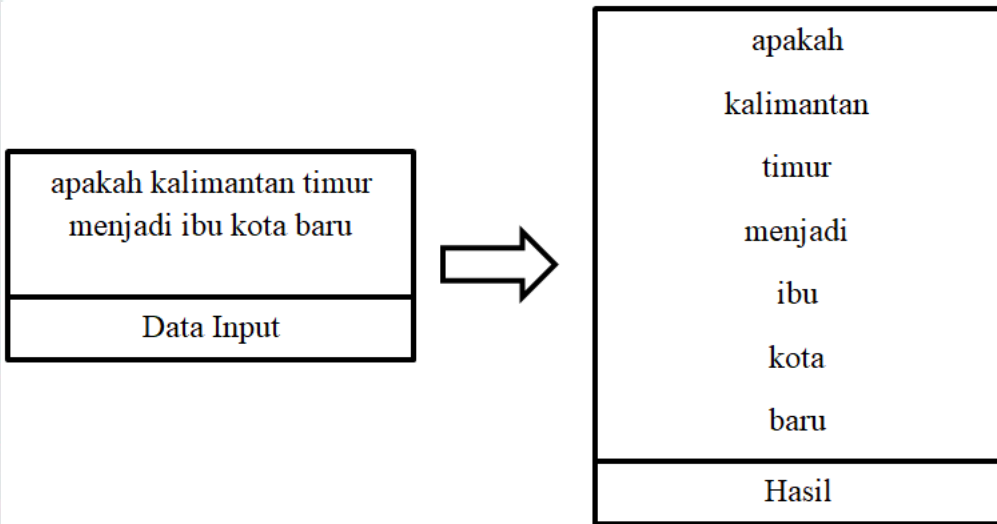 apakah kalimantan timur
menjadi ibu kota baru
Data Input
apakah
kalimantan
timur
menjadi
ibu
kota
baru
Hasil